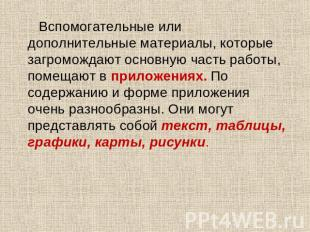 Вспомогательные или
дополнительные материалы, которые
загромождают основную часть работы,
помещают в приложениях. По
содержанию и форме приложения
очень разнообразны. Они могут
представлять собой текст, таблицы,
графики, карты, рисунки.
PPt4WEB.ru